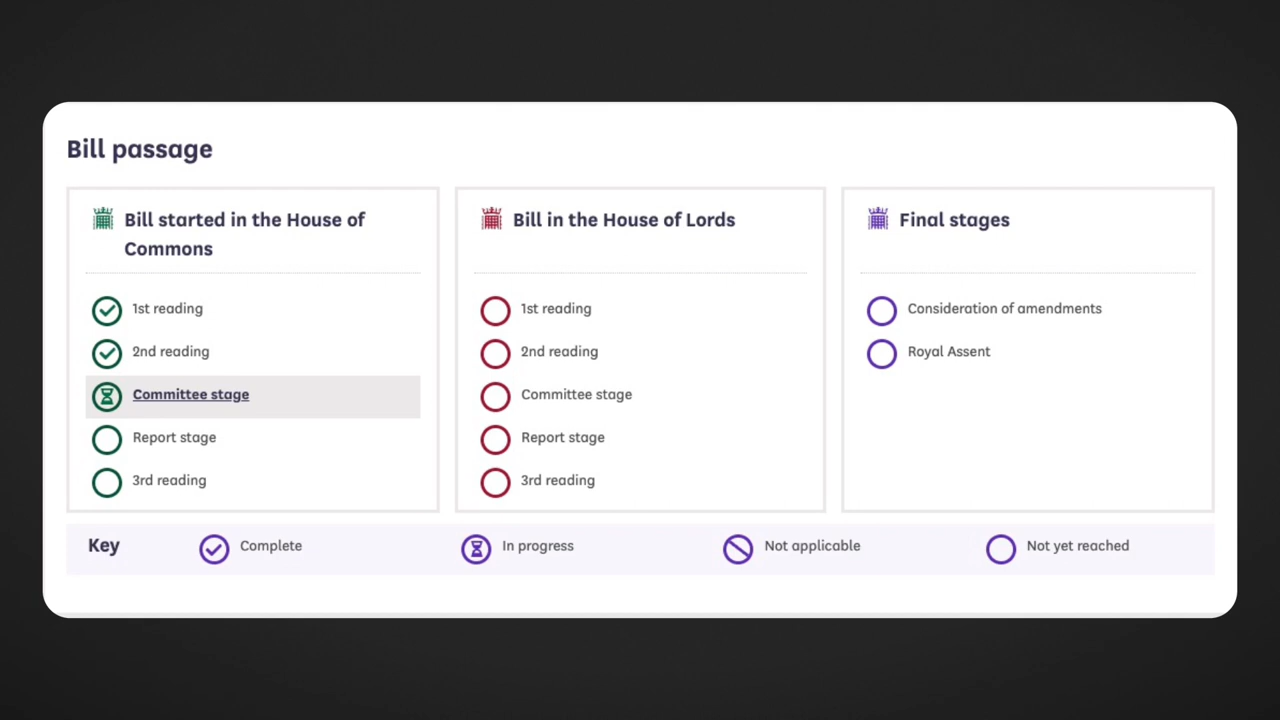 Bill passage
Bill started in the House of
Commons
1st reading
2nd reading
Committee stage
Report stage
3rd reading
Bill in the House of Lords
1st reading
2nd reading
Committee stage
Report stage
3rd reading
Final stages
Consideration of amendments
Royal Assent
Key
Complete
In progress
Not applicable
Not yet reached